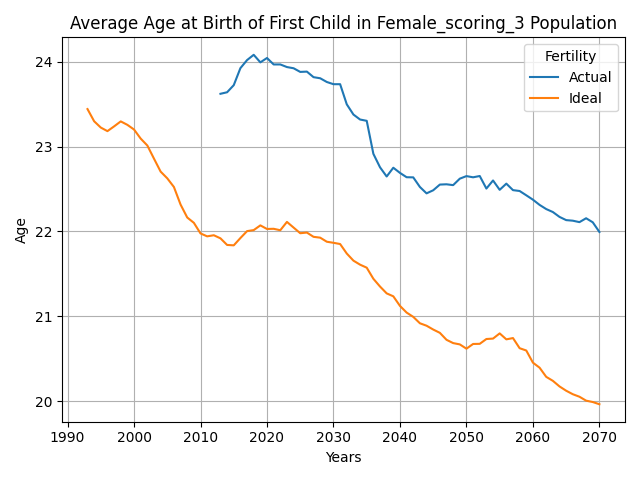 Average Age at Birth of First Child in Female_scoring_3 Population
Fertility
Actual
Ideal
Age
24
23
22
21
20
1990 2000 2010 2020 2030 2040 2050 2060 2070
Years